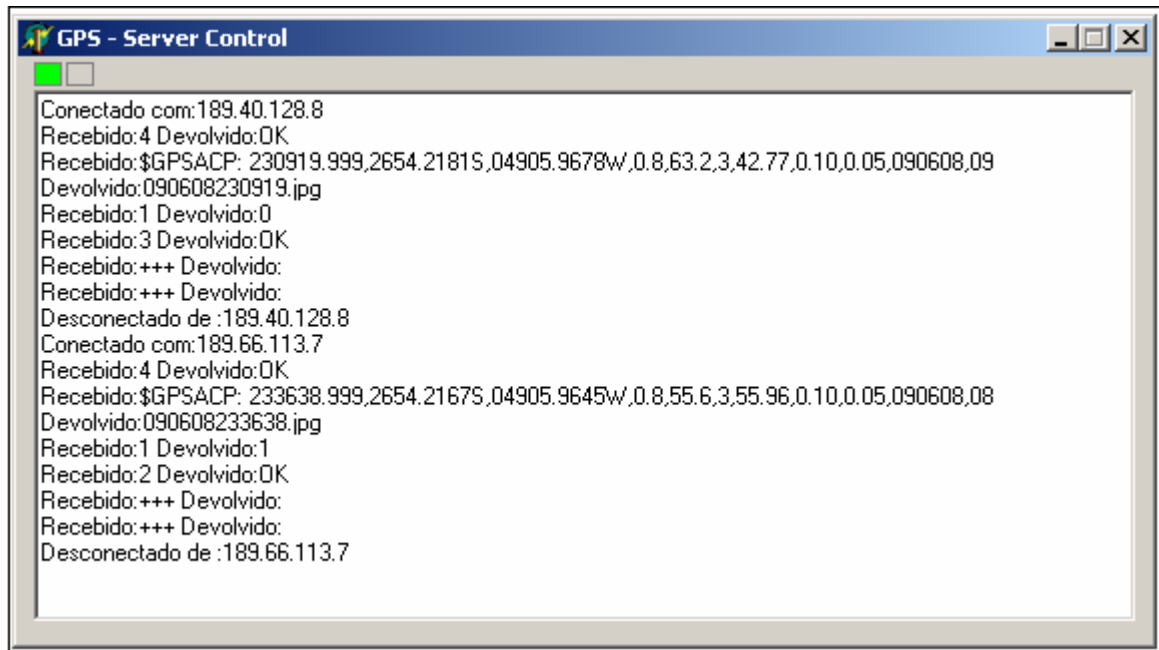 GPS - Server Control
Conectado com:189.40.128.8
Recebido:4 Devolvido:OK
Recebido:$GPSACP: 230919.999,2654.2181S,04905.9678W,0.8,63.2,3,42.77,0.10,0.05,090608,09
Devolvido:090608230919.jpg
Recebido:1 Devolvido:0
Recebido:3 Devolvido:OK
Recebido:+++ Devolvido:
Recebido:+++ Devolvido:
Desconectado de :189.40.128.8
Conectado com:189.66.113.7
Recebido:4 Devolvido:OK
Recebido:$GPSACP: 233638.999,2654.2167S,04905.9645W,0.8,55.6,3,55.96,0.10,0.05,090608,08
Devolvido:090608233638.jpg
Recebido:1 Devolvido:1
Recebido:2 Devolvido:OK
Recebido:+++ Devolvido:
Recebido:+++ Devolvido:
Desconectado de :189.66.113.7